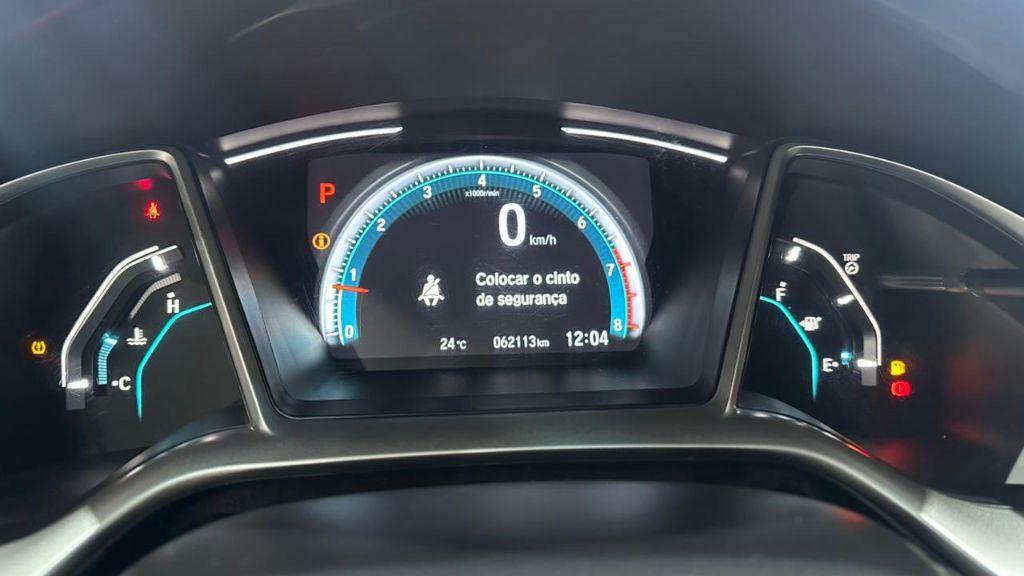 P
4
x1000r/min
3
5
2
6
0 km/h
1
7
Colocar o cinto
de segurança
0
8
24°C 062113km 12:04
H
C
TRIP
F
E